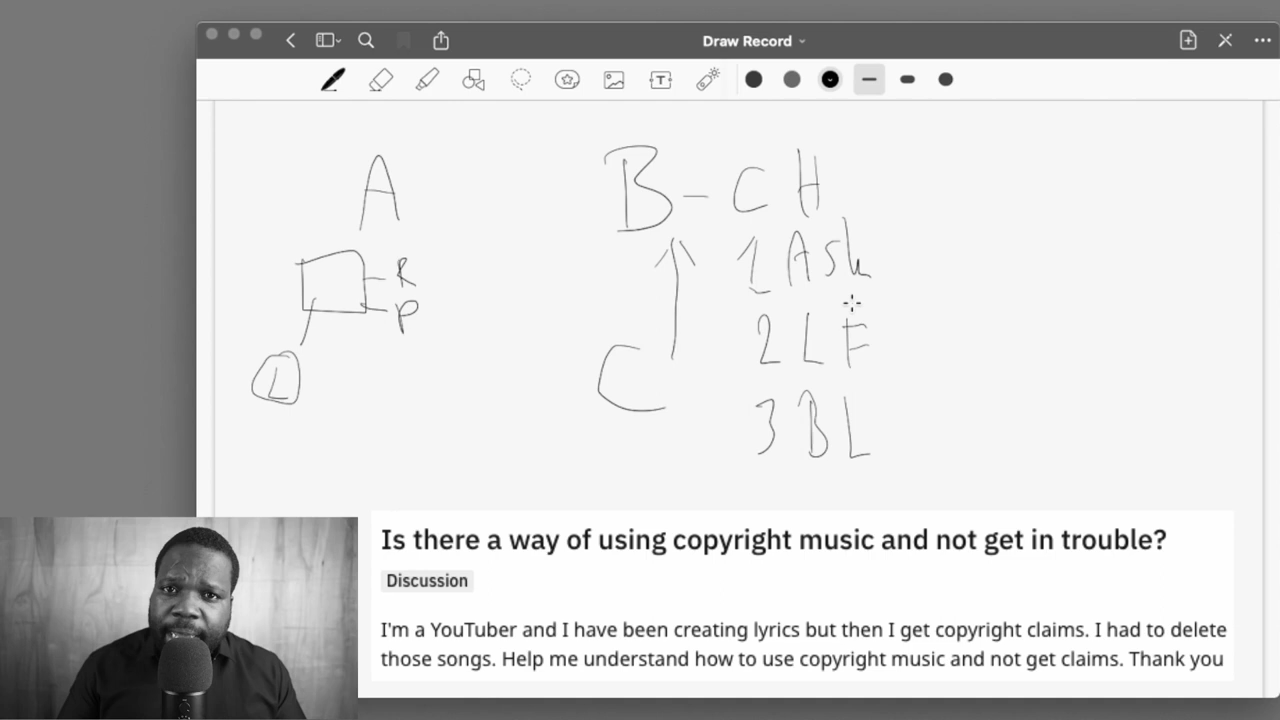 Draw Record
T
A
B - C H
R
P
L
C
1 Ash
2 L F
3 B L
Is there a way of using copyright music and not get in trouble?
Discussion
I'm a YouTuber and I have been creating lyrics but then I get copyright claims. I had to delete
those songs. Help me understand how to use copyright music and not get claims. Thank you